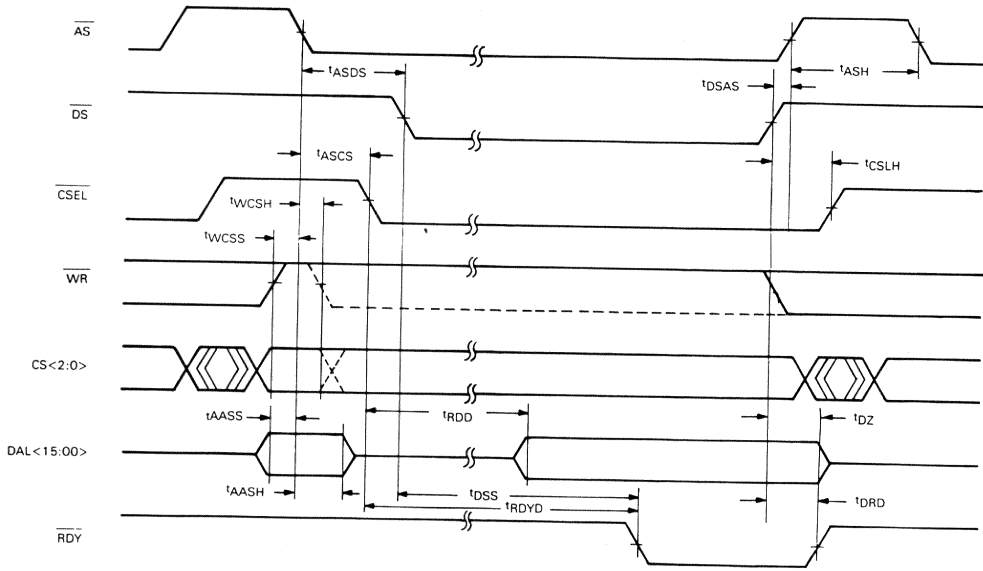 AS
tASDS
tASH
tDSAS
DS
tASCS
tCSLH
CSEL
tWCSH
tWCSS
WR
CS<2:0>
tAASS
tRDD
tDZ
DAL<15:00>
tAASH
tDSS
tRDYD
tDRD
RDY